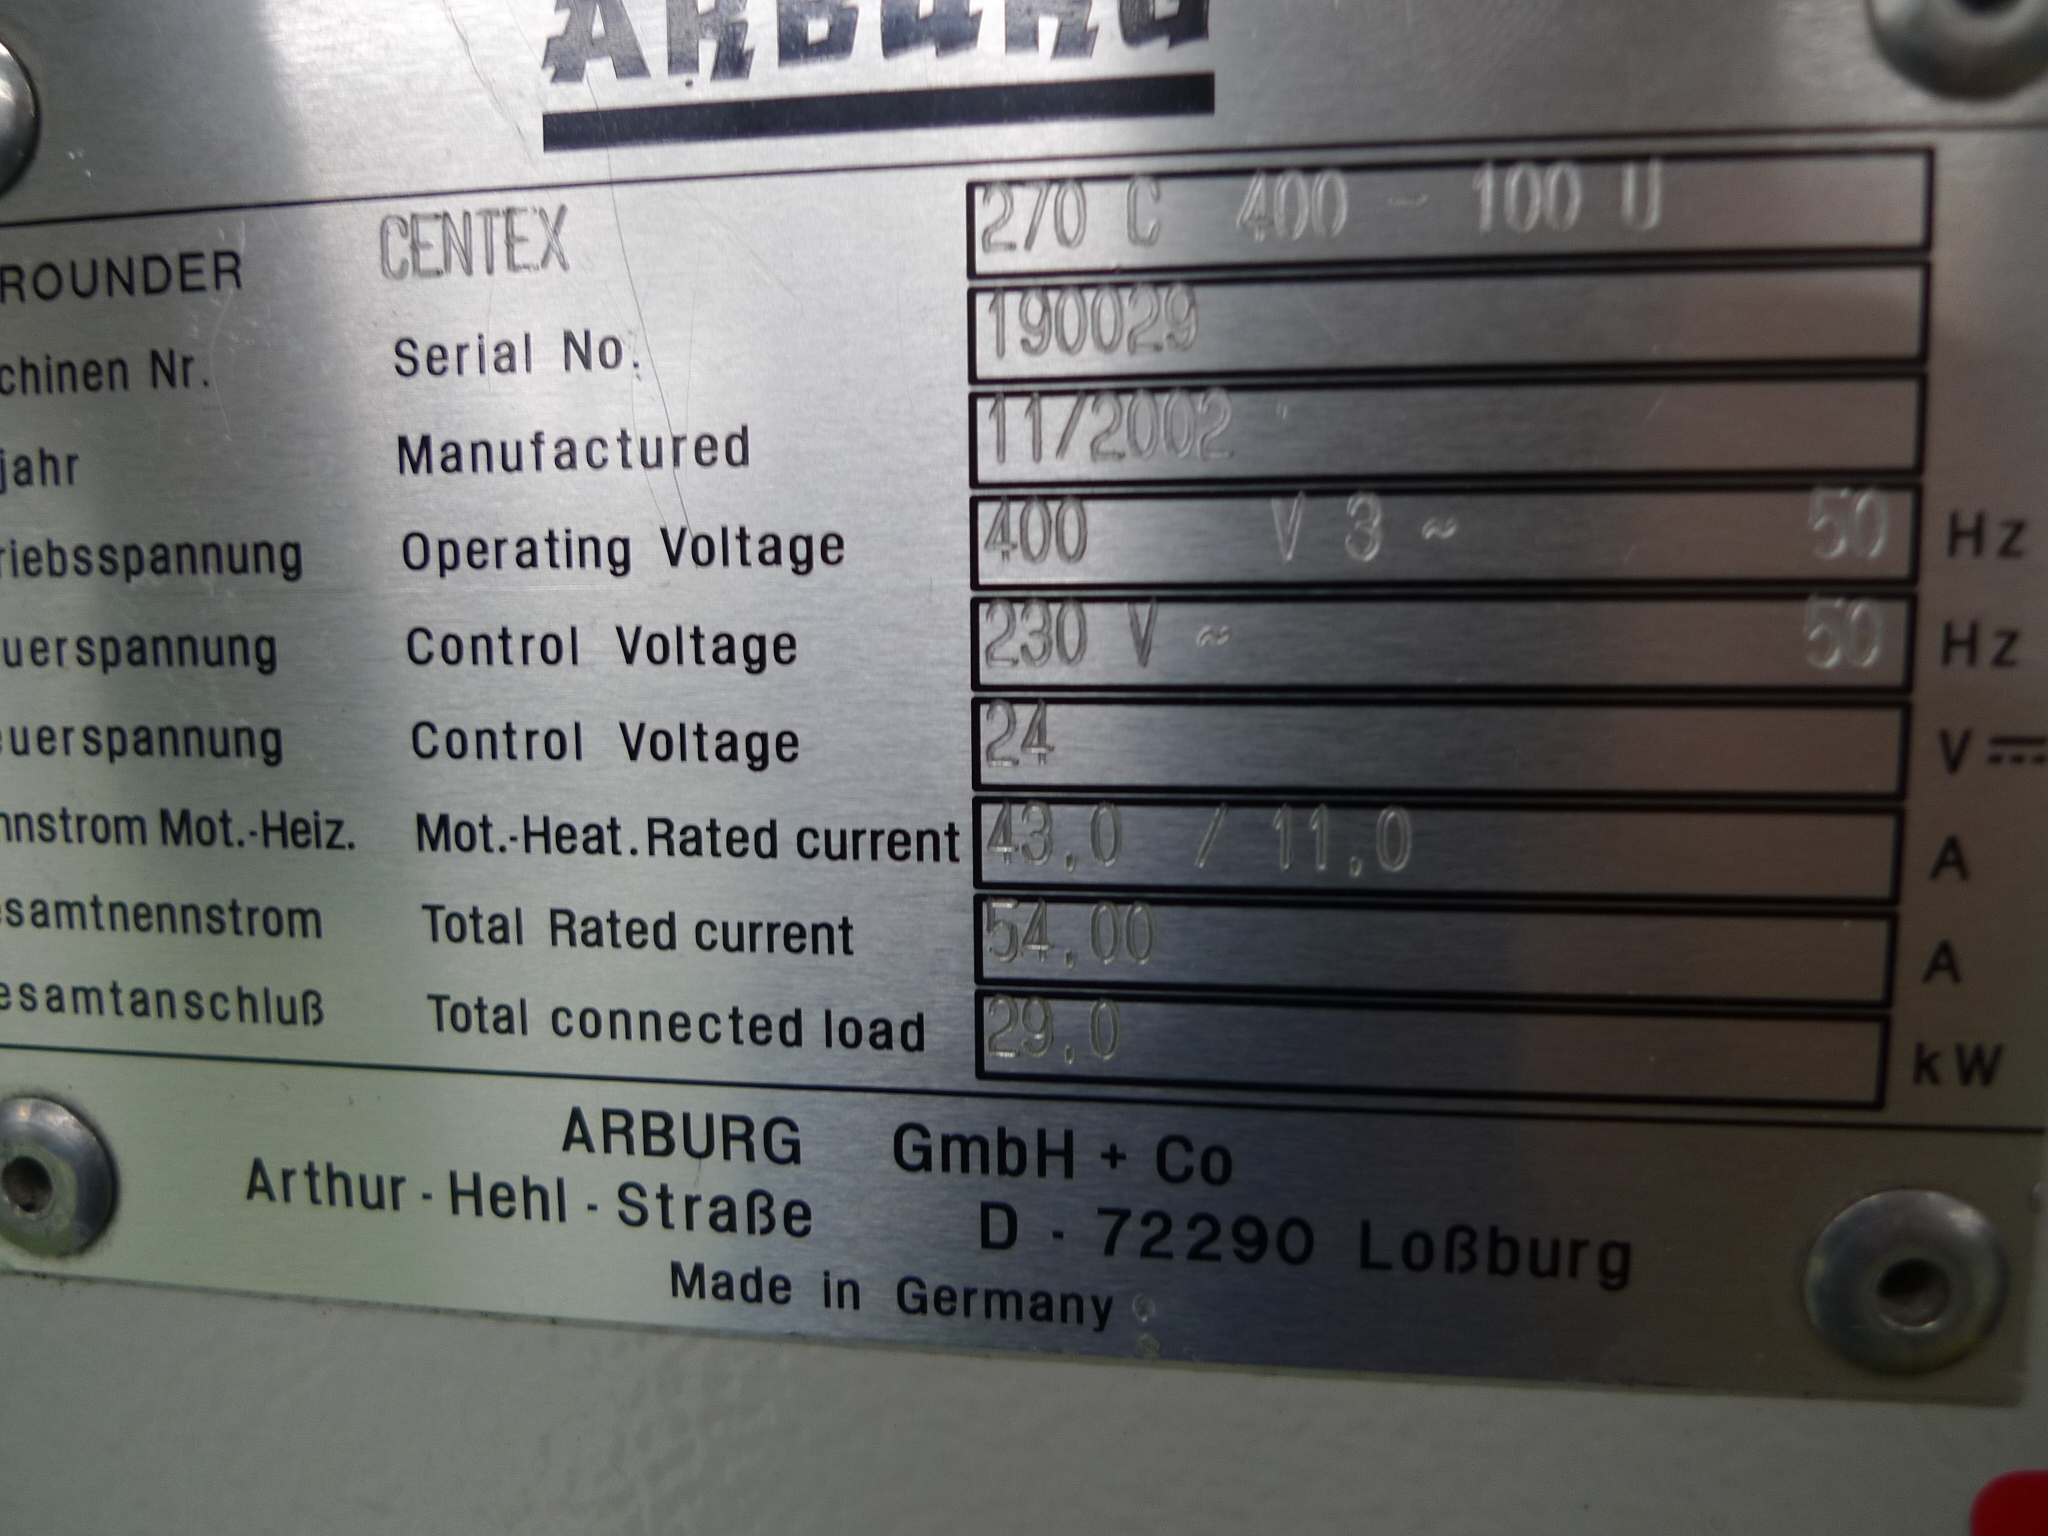 ARBURG
ROUNDER CENTEX 270 C 400 - 100 U
chinen Nr. Serial No. 190029
jahr Manufactured 11/2002
riebsspannung Operating Voltage 400 V 3 ~ 50 Hz
uerspannung Control Voltage 230 V ~ 50 Hz
euerspannung Control Voltage 24 V
nnstrom Mot.-Heiz. Mot.-Heat. Rated current 43,0 / 11,0 A
esamtnennstrom Total Rated current 54,00 A
esamtanschluß Total connected load 29,0 kW
ARBURG GmbH + Co
Arthur - Hehl - Straße D - 72290 Loßburg
Made in Germany